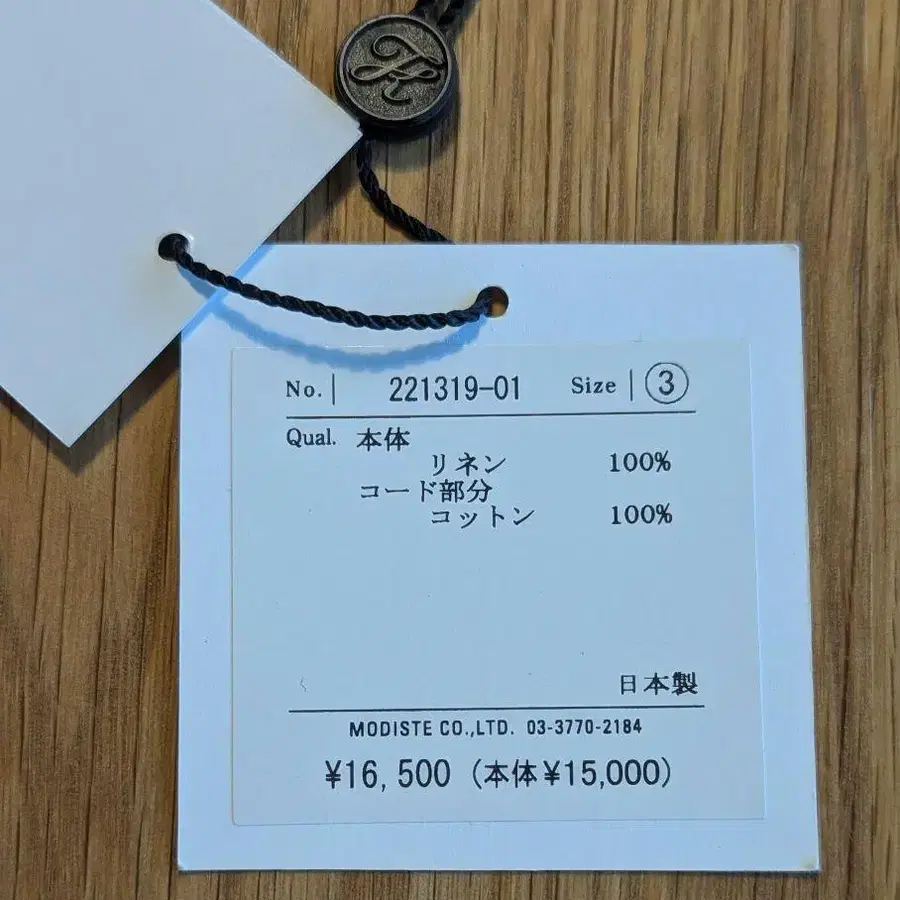 No. 221319-01 Size ③
Qual. 本体
リネン 100%
コード部分
コットン 100%
日本製
MODISTE CO.,LTD. 03-3770-2184
¥16,500 (本体¥15,000)